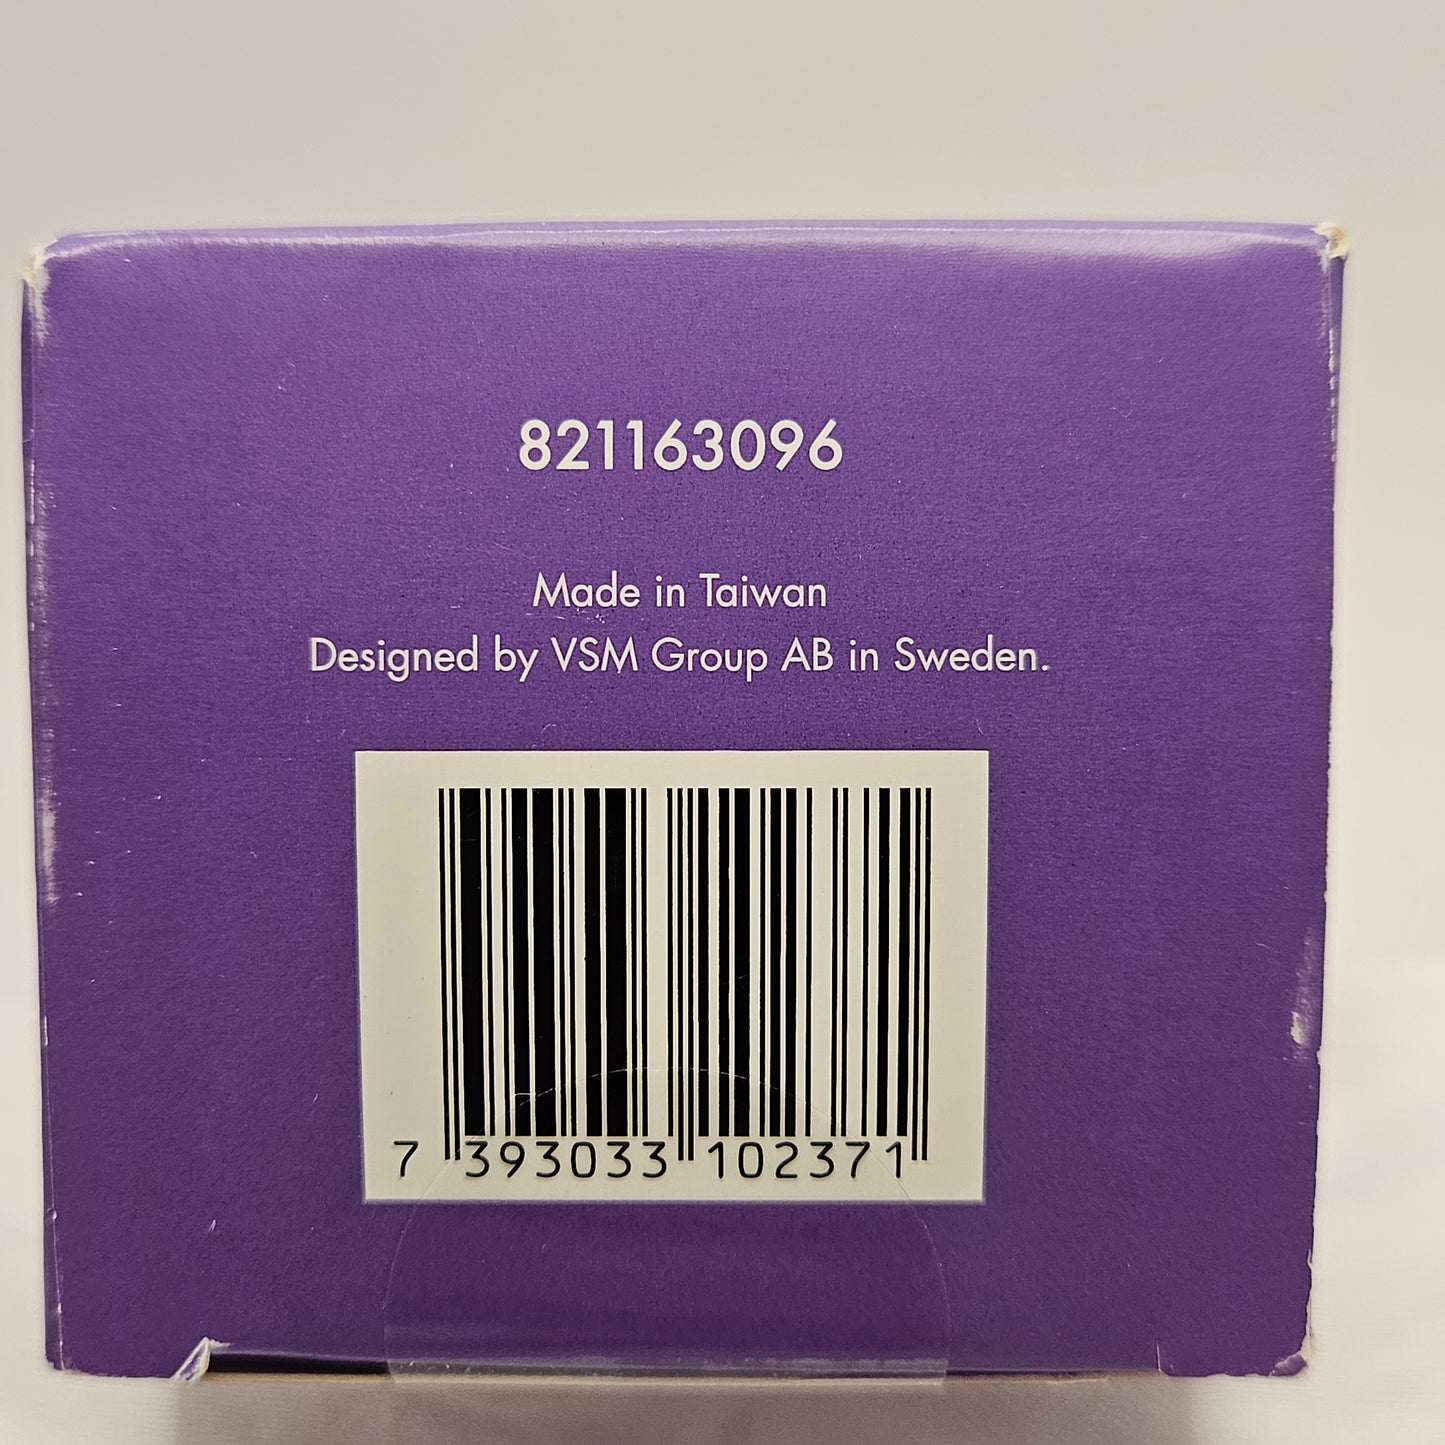 821163096
Made in Taiwan
Designed by VSM Group AB in Sweden.
7 393033 102371